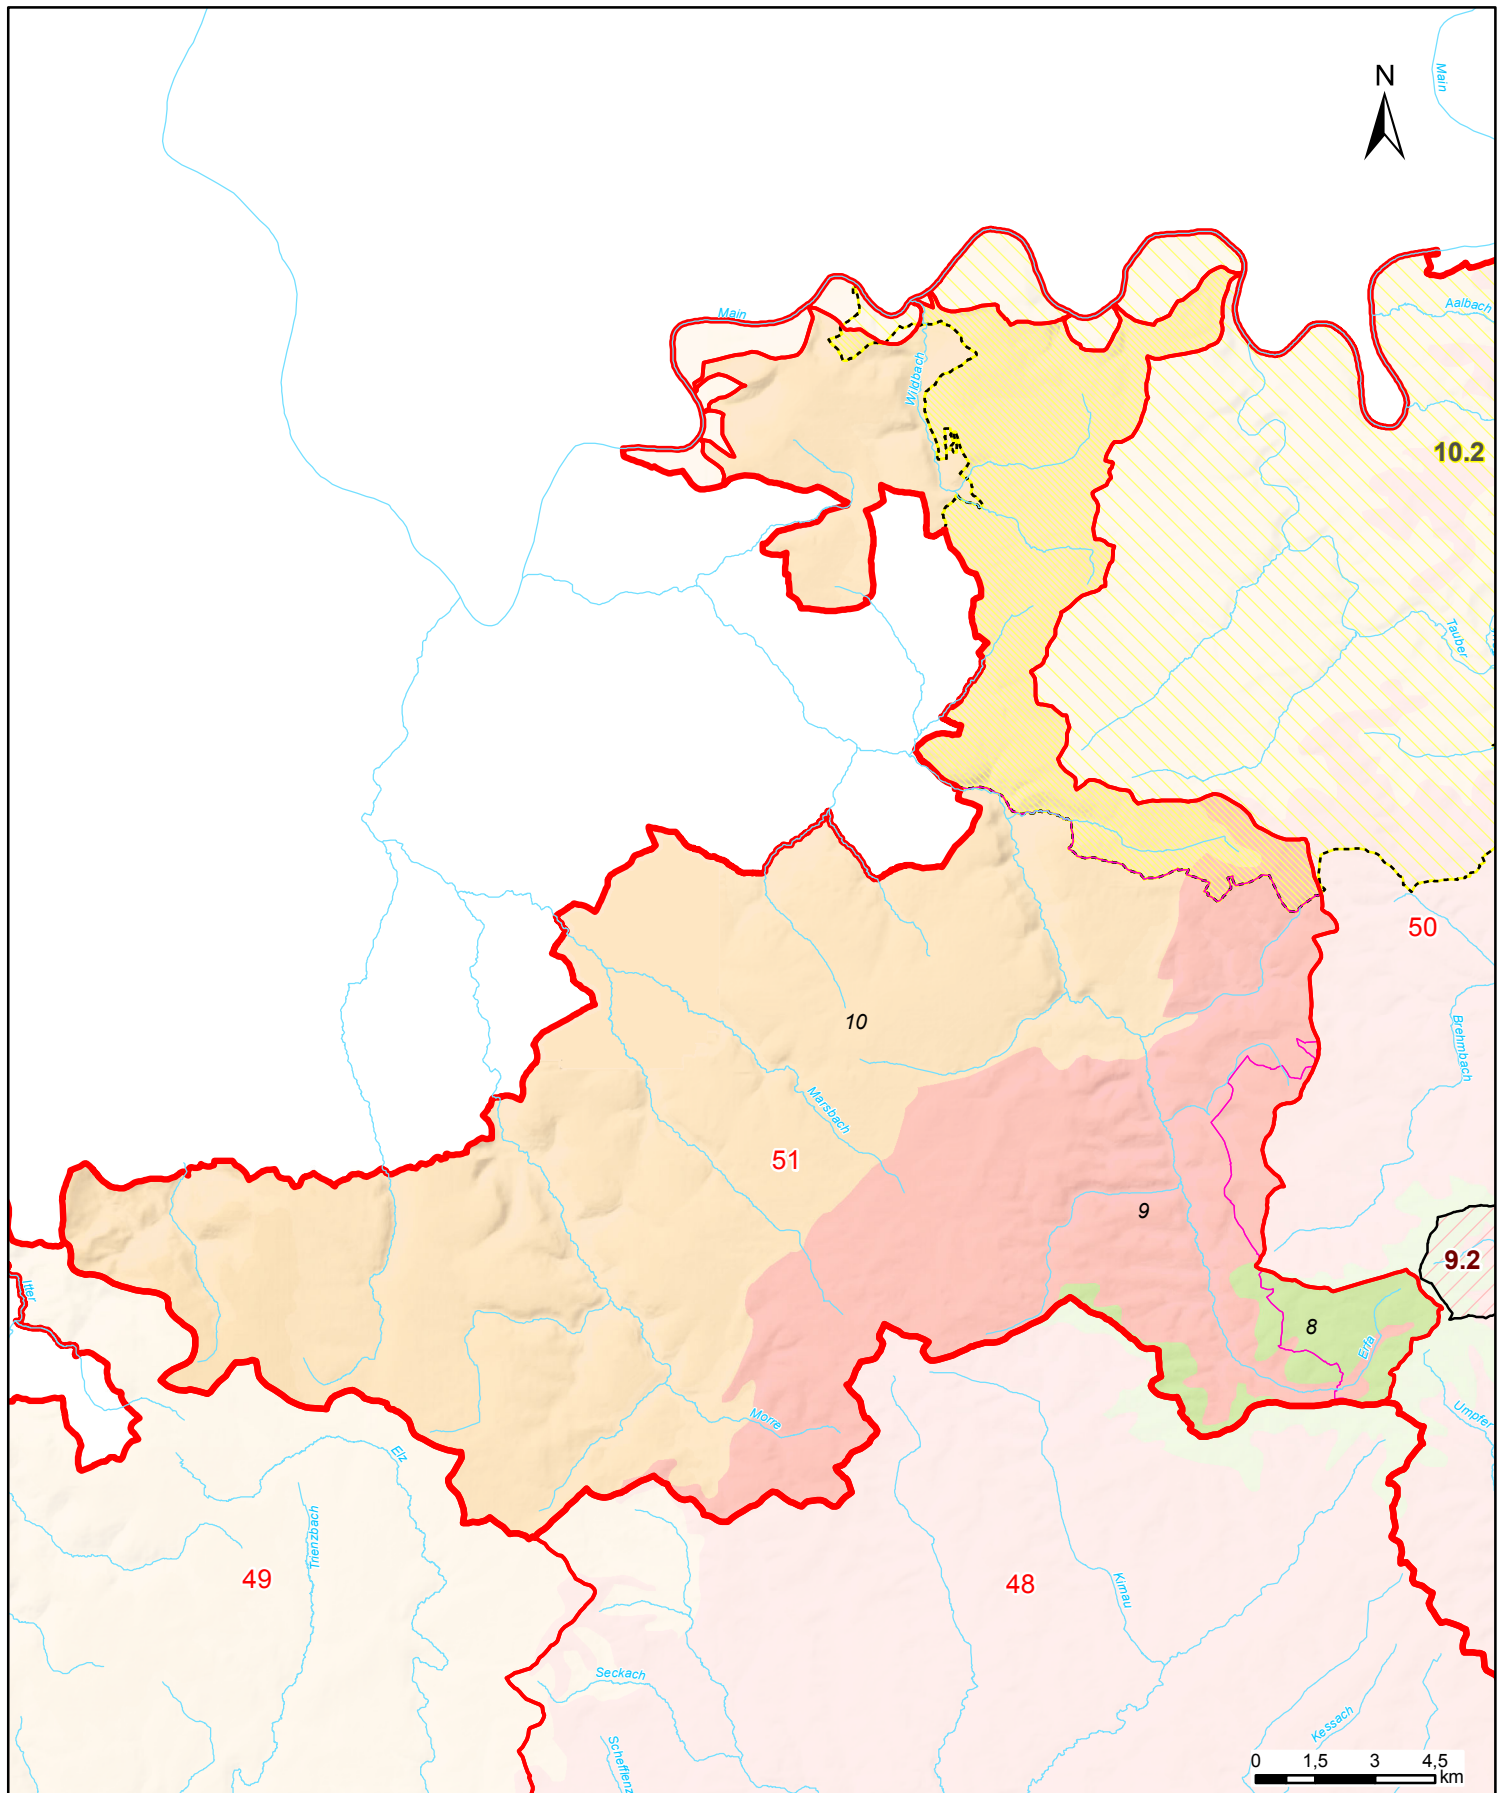 N
Main
Aalbach
Main
Wildbach
10.2
Tauber
50
10
Brehmbach
Marsbach
51
9
9.2
Itter
8
Erfa
Morre
Umpfer
Elz
Trienzbach
49
48
Kirnau
Seckach
Kessach
Schefflenz
0 1,5 3 4,5
km